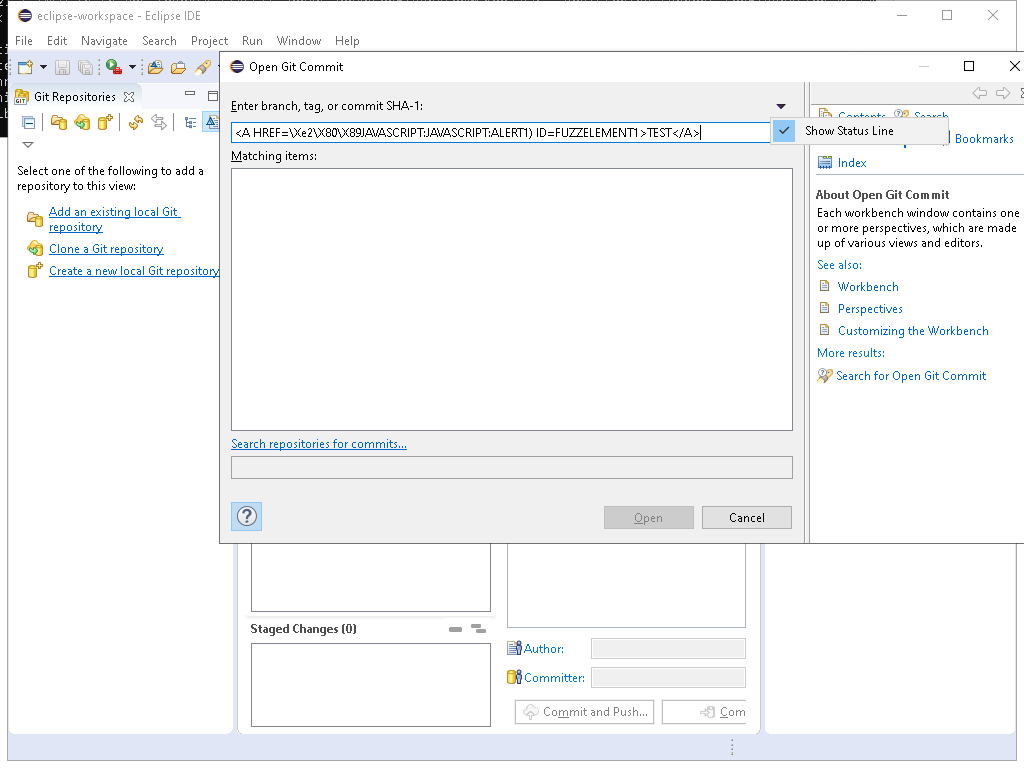 eclipse-workspace - Eclipse IDE
File Edit Navigate Search Project Run Window Help
Open Git Commit
Git Repositories
Enter branch, tag, or commit SHA-1:
<A HREF=\Xe2\X80\X89JAVASCRIPT:JAVASCRIPT:ALERT1) ID=FUZZELEMENT1>TEST</A>
Show Status Line
Matching items:
Select one of the following to add a
repository to this view:
Add an existing local Git
repository
Clone a Git repository
Create a new local Git repository
Contents Search
Bookmarks
Index
About Open Git Commit
Each workbench window contains one
or more perspectives, which are made
up of various views and editors.
See also:
Workbench
Perspectives
Customizing the Workbench
More results:
Search for Open Git Commit
Search repositories for commits...
Open Cancel
Staged Changes (0)
Author:
Committer:
Commit and Push...
Com